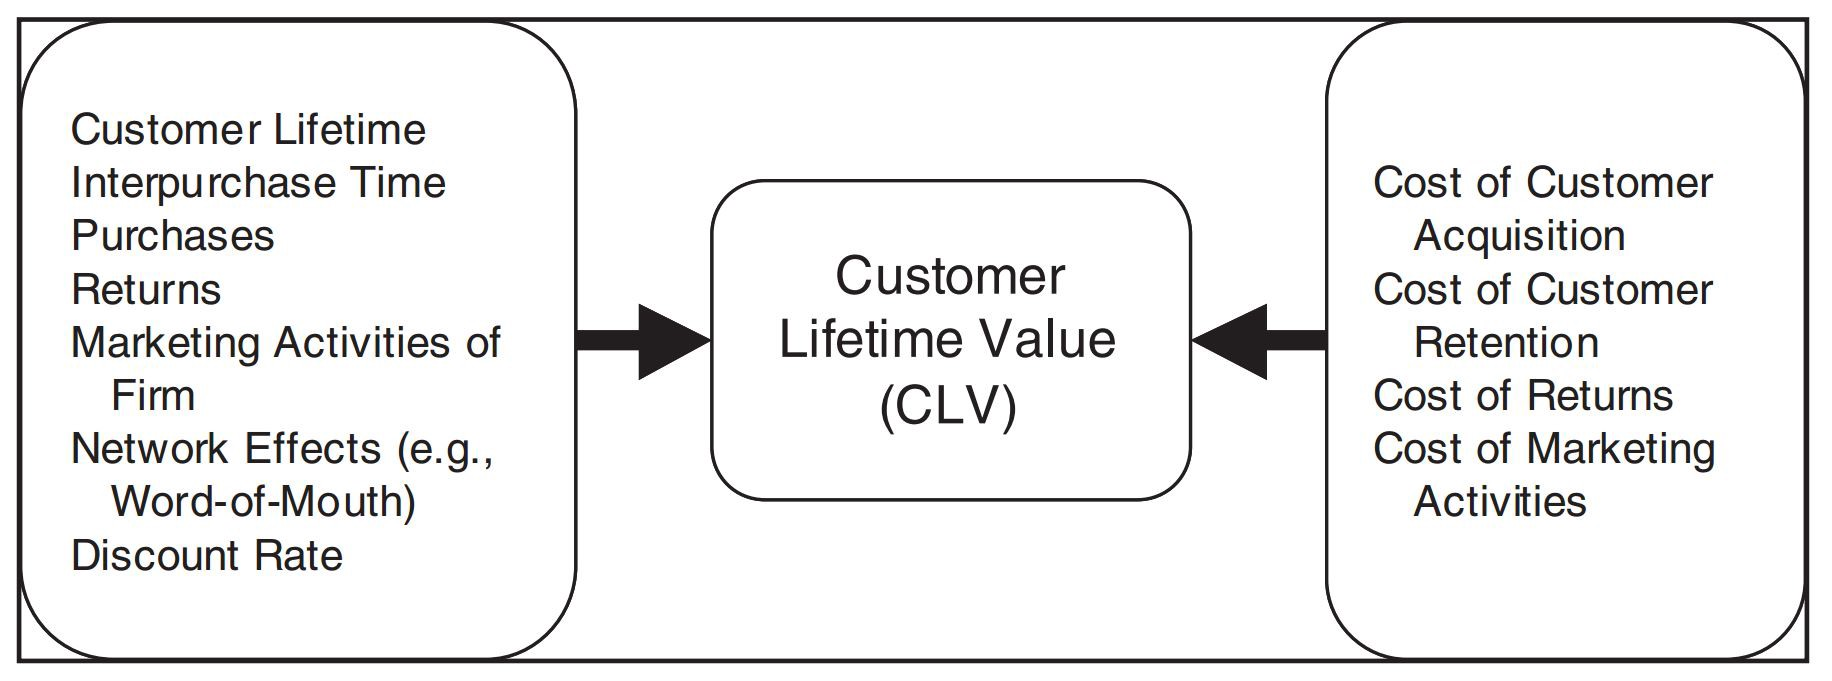 Customer Lifetime
Interpurchase Time
Purchases
Returns
Marketing Activities of
Firm
Network Effects (e.g.,
Word-of-Mouth)
Discount Rate
Customer
Lifetime Value
(CLV)
Cost of Customer
Acquisition
Cost of Customer
Retention
Cost of Returns
Cost of Marketing
Activities